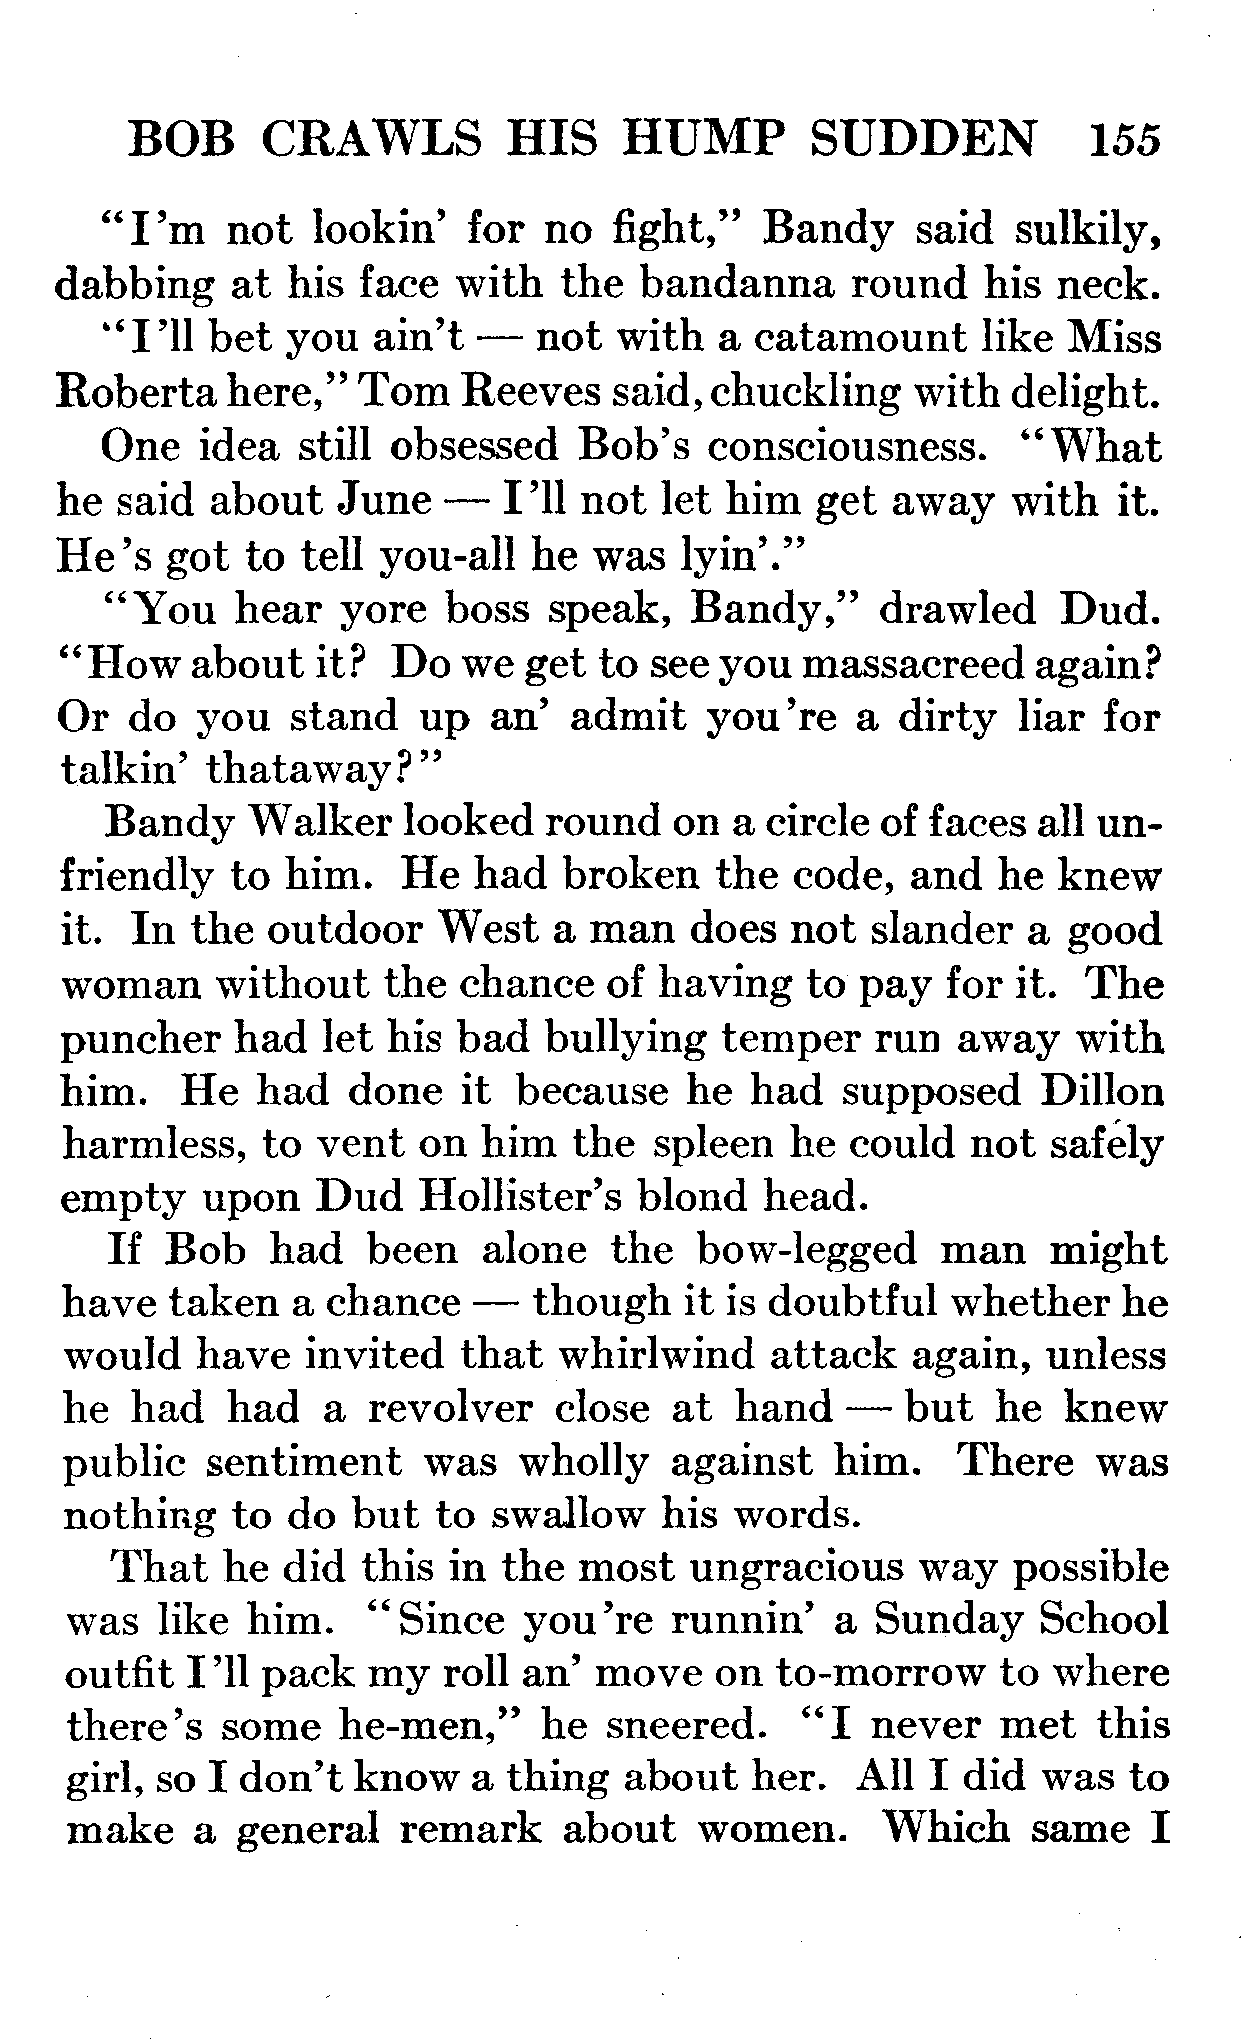 BOB CRAWLS HIS HUMP SUDDEN 155
“I’m not lookin’ for no fight,” Bandy said sulkily,
dabbing at his face with the bandanna round his neck.
“I’ll bet you ain’t — not with a catamount like Miss
Roberta here,” Tom Reeves said, chuckling with delight.
One idea still obsessed Bob’s consciousness. “What
he said about June — I’ll not let him get away with it.
He’s got to tell you-all he was lyin’.”
“You hear yore boss speak, Bandy,” drawled Dud.
“How about it? Do we get to see you massacreed again?
Or do you stand up an’ admit you’re a dirty liar for
talkin’ thataway?”
Bandy Walker looked round on a circle of faces all un-
friendly to him. He had broken the code, and he knew
it. In the outdoor West a man does not slander a good
woman without the chance of having to pay for it. The
puncher had let his bad bullying temper run away with
him. He had done it because he had supposed Dillon
harmless, to vent on him the spleen he could not safely
empty upon Dud Hollister’s blond head.
If Bob had been alone the bow-legged man might
have taken a chance — though it is doubtful whether he
would have invited that whirlwind attack again, unless
he had had a revolver close at hand — but he knew
public sentiment was wholly against him. There was
nothing to do but to swallow his words.
That he did this in the most ungracious way possible
was like him. “Since you’re runnin’ a Sunday School
outfit I’ll pack my roll an’ move on to-morrow to where
there’s some he-men,” he sneered. “I never met this
girl, so I don’t know a thing about her. All I did was to
make a general remark about women. Which same I